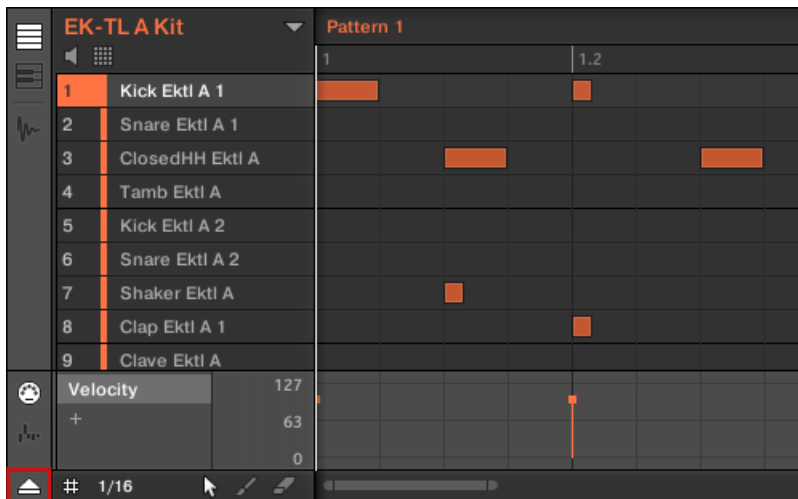 EK-TL A Kit
Pattern 1
1
1.2
1 Kick Ektl A 1
2 Snare Ektl A 1
3 ClosedHH Ektl A
4 Tamb Ektl A
5 Kick Ektl A 2
6 Snare Ektl A 2
7 Shaker Ektl A
8 Clap Ektl A 1
9 Clave Ektl A
Velocity 127
+ 63
0
1/16